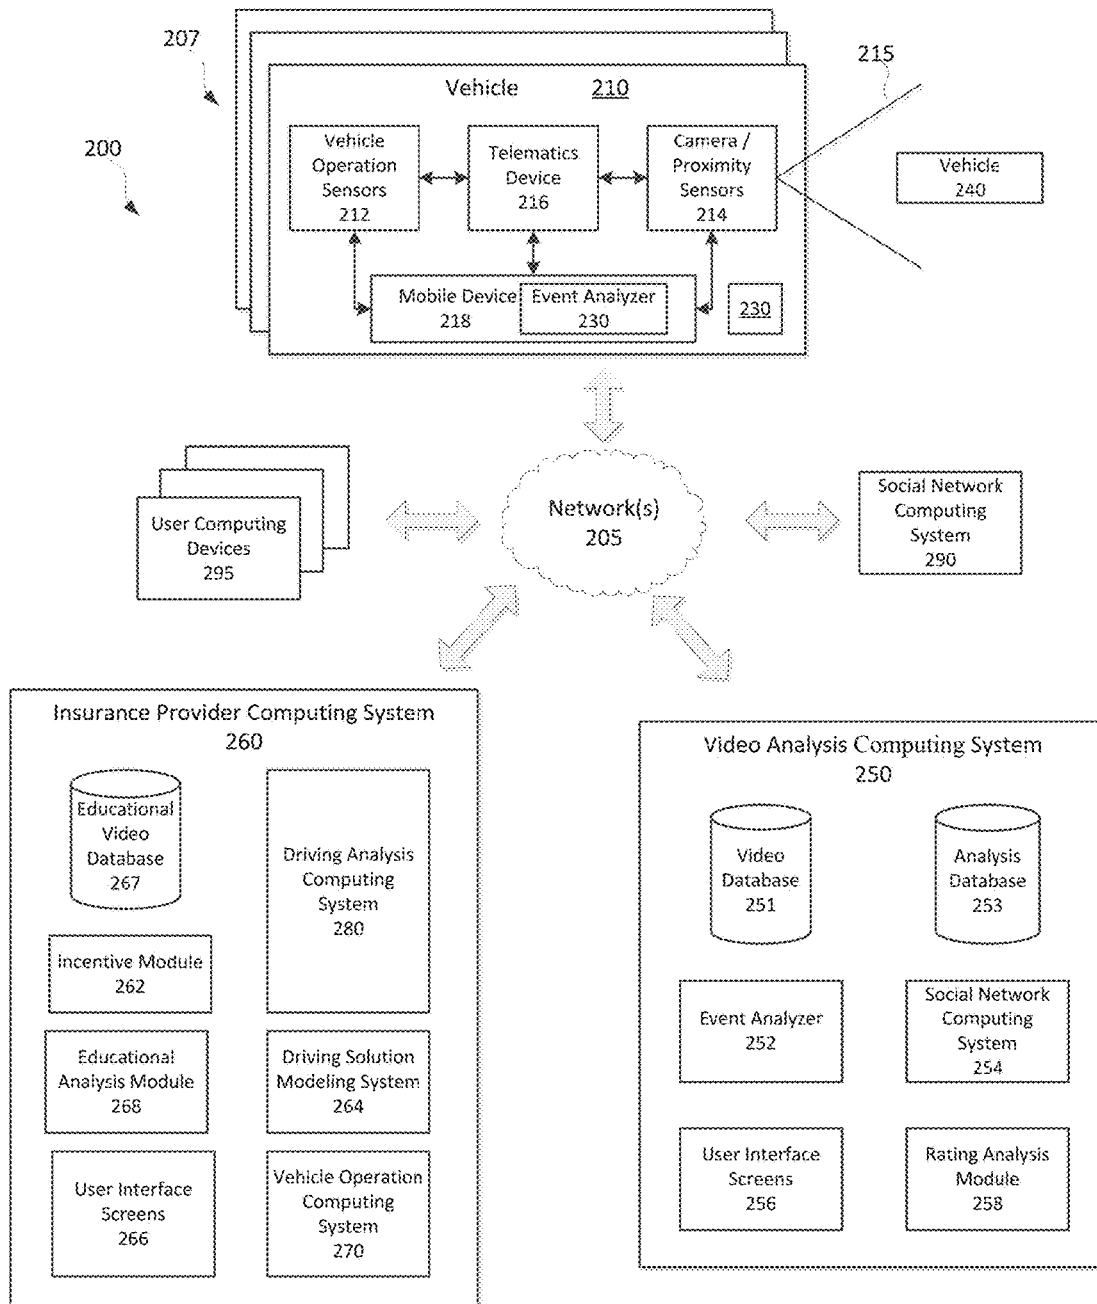 207
200
Vehicle 210
215
Vehicle
Operation
Sensors
212
Telematics
Device
216
Camera /
Proximity
Sensors
214
Vehicle
240
Mobile Device
218
Event Analyzer
230
230
Network(s)
205
User Computing
Devices
295
Social Network
Computing
System
290
Insurance Provider Computing System
260
Educational
Video
Database
267
Driving Analysis
Computing
System
280
Incentive Module
262
Educational
Analysis Module
268
Driving Solution
Modeling System
264
User Interface
Screens
266
Vehicle Operation
Computing
System
270
Video Analysis Computing System
250
Video
Database
251
Analysis
Database
253
Event Analyzer
252
Social Network
Computing
System
254
User Interface
Screens
256
Rating Analysis
Module
258